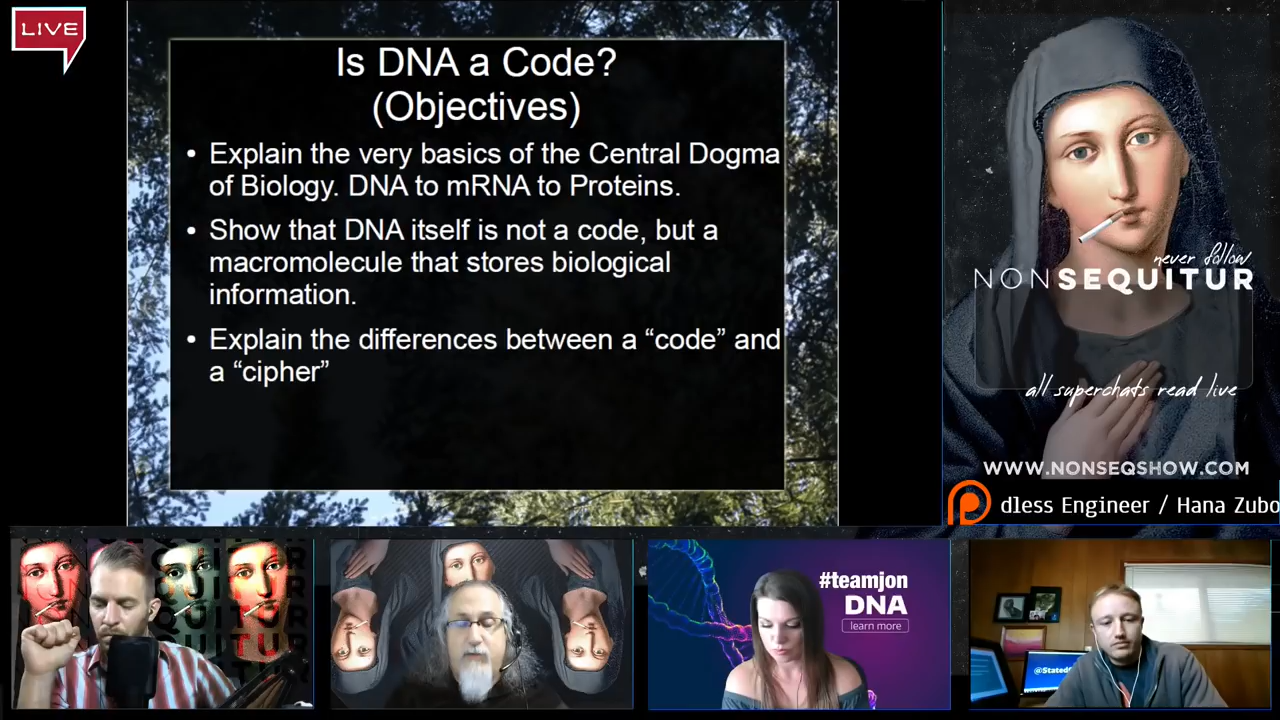 LIVE
Is DNA a Code?
(Objectives)
• Explain the very basics of the Central Dogma
of Biology. DNA to mRNA to Proteins.
• Show that DNA itself is not a code, but a
macromolecule that stores biological
information.
• Explain the differences between a “code” and
a “cipher”
never follow
NONSEQUITUR
all superchats read live
WWW.NONSEQSHOW.COM
dless Engineer / Hana Zubo
#teamjon
DNA
learn more